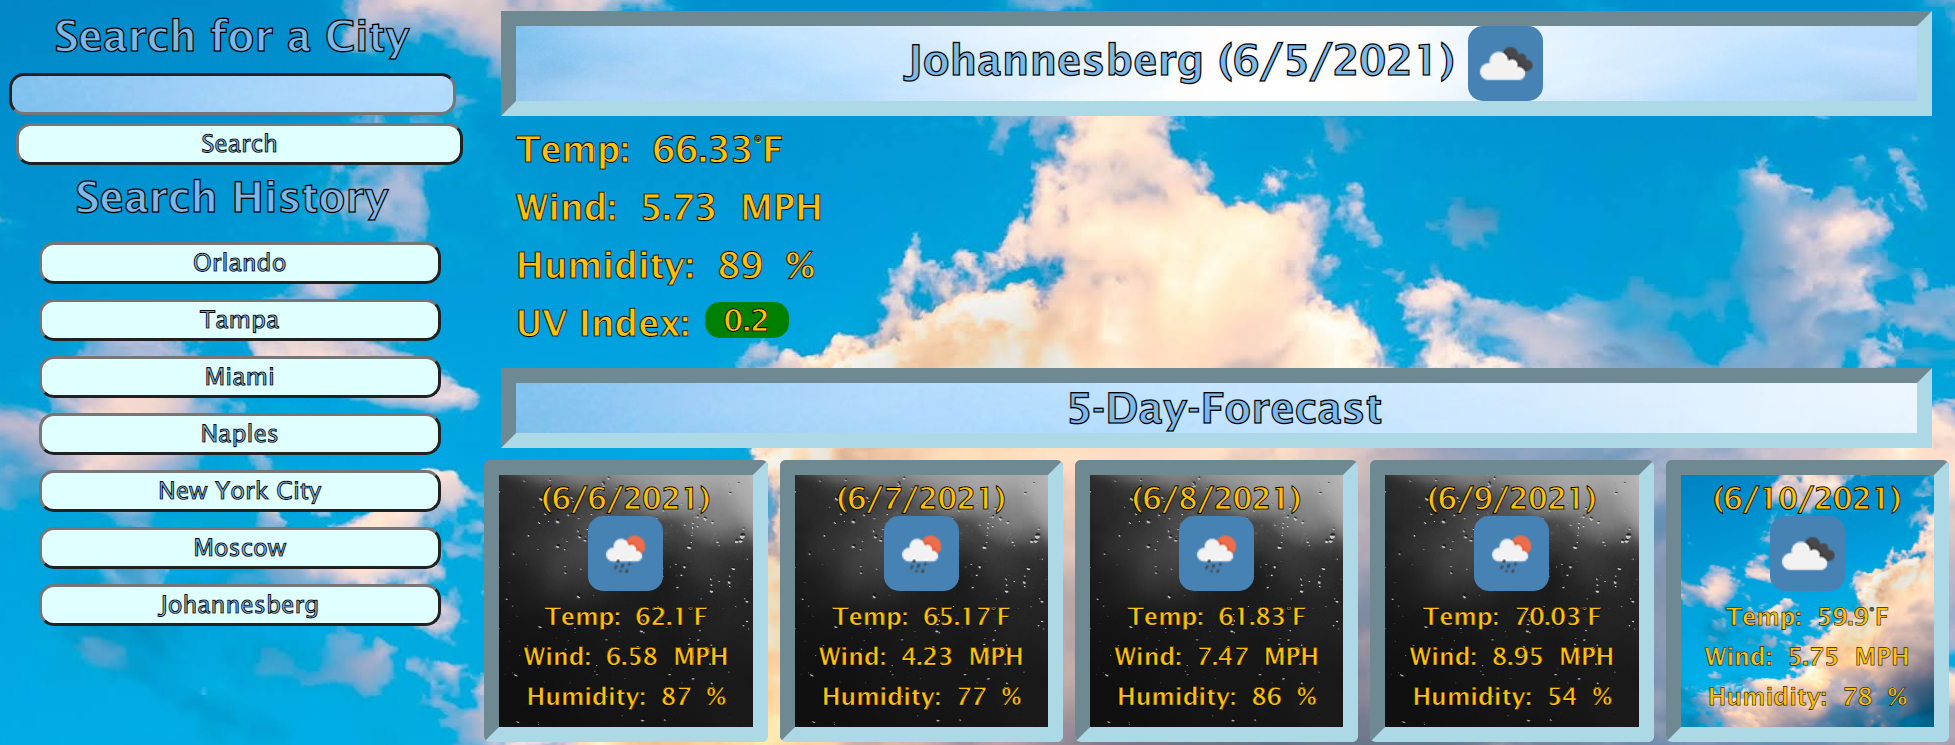 Search for a City
Search
Search History
Orlando
Tampa
Miami
Naples
New York City
Moscow
Johannesberg
Johannesberg (6/5/2021)
Temp: 66.33°F
Wind: 5.73 MPH
Humidity: 89 %
UV Index: 0.2
5-Day-Forecast
(6/6/2021)
Temp: 62.1°F
Wind: 6.58 MPH
Humidity: 87 %
(6/7/2021)
Temp: 65.17°F
Wind: 4.23 MPH
Humidity: 77 %
(6/8/2021)
Temp: 61.83°F
Wind: 7.47 MPH
Humidity: 86 %
(6/9/2021)
Temp: 70.03°F
Wind: 8.95 MPH
Humidity: 54 %
(6/10/2021)
Temp: 59.9°F
Wind: 5.75 MPH
Humidity: 78 %